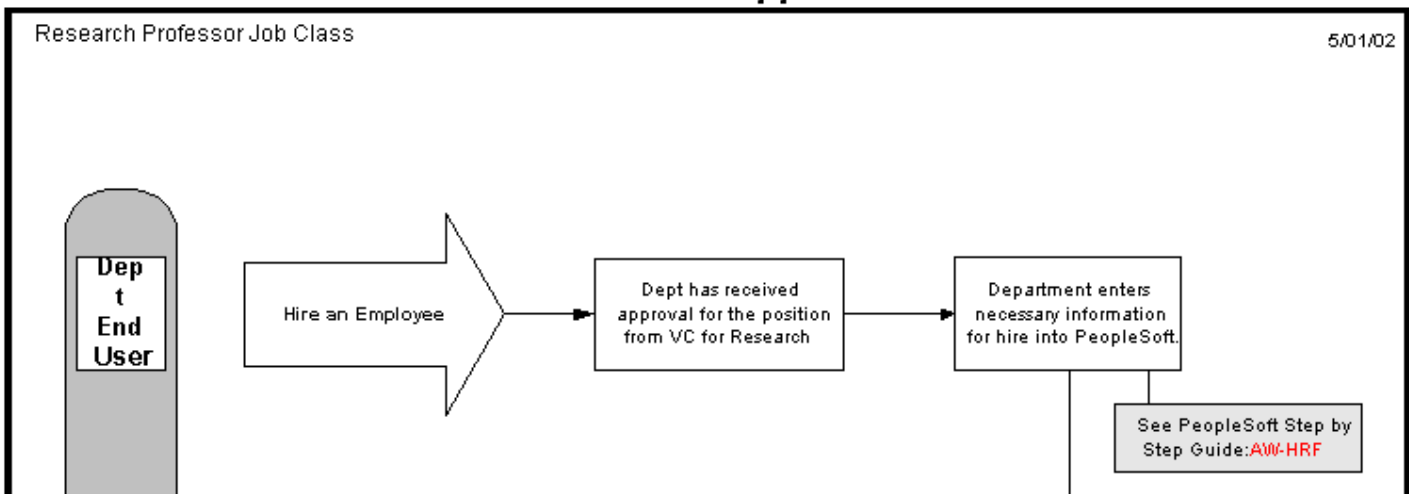 Research Professor Job Class
5/01/02
Dep
t
End
User
Hire an Employee
Dept has received
approval for the position
from VC for Research
Department enters
necessary information
for hire into PeopleSoft.
See PeopleSoft Step by
Step Guide:AW-HRF